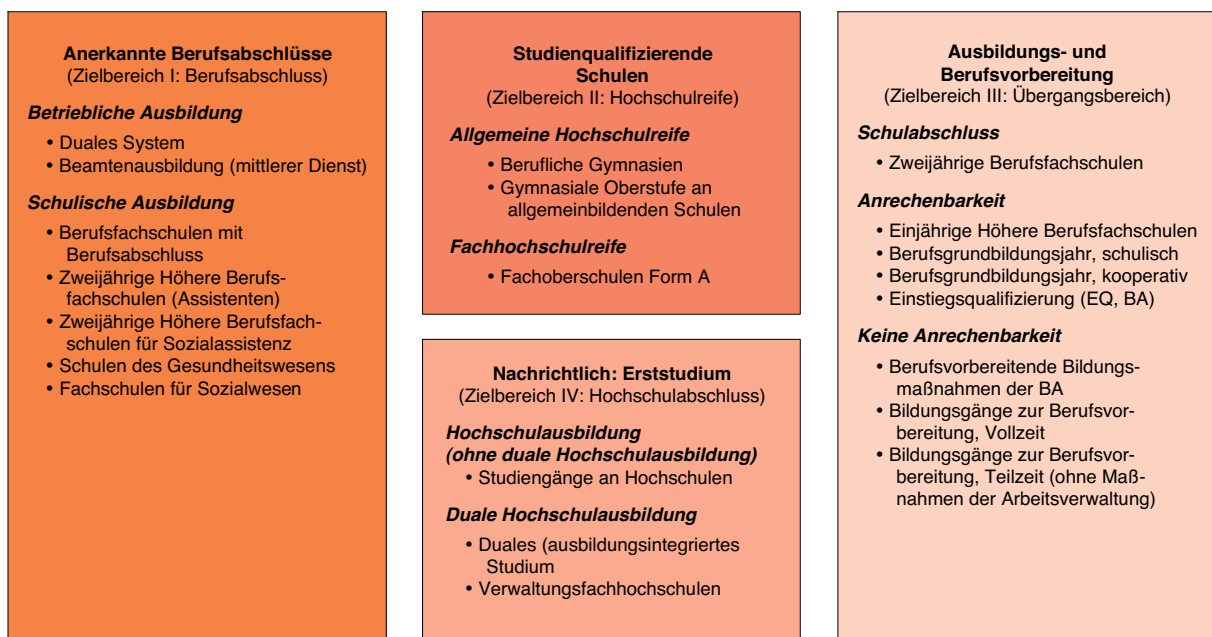 Anerkannte Berufsabschlüsse
(Zielbereich I: Berufsabschluss)
Betriebliche Ausbildung
• Duales System
• Beamtenausbildung (mittlerer Dienst)
Schulische Ausbildung
• Berufsfachschulen mit
Berufsabschluss
• Zweijährige Höhere Berufs-
fachschulen (Assistenten)
• Zweijährige Höhere Berufsfach-
schulen für Sozialassistenz
• Schulen des Gesundheitswesens
• Fachschulen für Sozialwesen
Studienqualifizierende
Schulen
(Zielbereich II: Hochschulreife)
Allgemeine Hochschulreife
• Berufliche Gymnasien
• Gymnasiale Oberstufe an
allgemeinbildenden Schulen
Fachhochschulreife
• Fachoberschulen Form A
Nachrichtlich: Erststudium
(Zielbereich IV: Hochschulabschluss)
Hochschulausbildung
(ohne duale Hochschulausbildung)
• Studiengänge an Hochschulen
Duale Hochschulausbildung
• Duales (ausbildungsintegriertes
Studium
• Verwaltungsfachhochschulen
Ausbildungs- und
Berufsvorbereitung
(Zielbereich III: Übergangsbereich)
Schulabschluss
• Zweijährige Berufsfachschulen
Anrechenbarkeit
• Einjährige Höhere Berufsfachschulen
• Berufsgrundbildungsjahr, schulisch
• Berufsgrundbildungsjahr, kooperativ
• Einstiegsqualifizierung (EQ, BA)
Keine Anrechenbarkeit
• Berufsvorbereitende Bildungs-
maßnahmen der BA
• Bildungsgänge zur Berufsvor-
bereitung, Vollzeit
• Bildungsgänge zur Berufsvor-
bereitung, Teilzeit (ohne Maß-
nahmen der Arbeitsverwaltung)